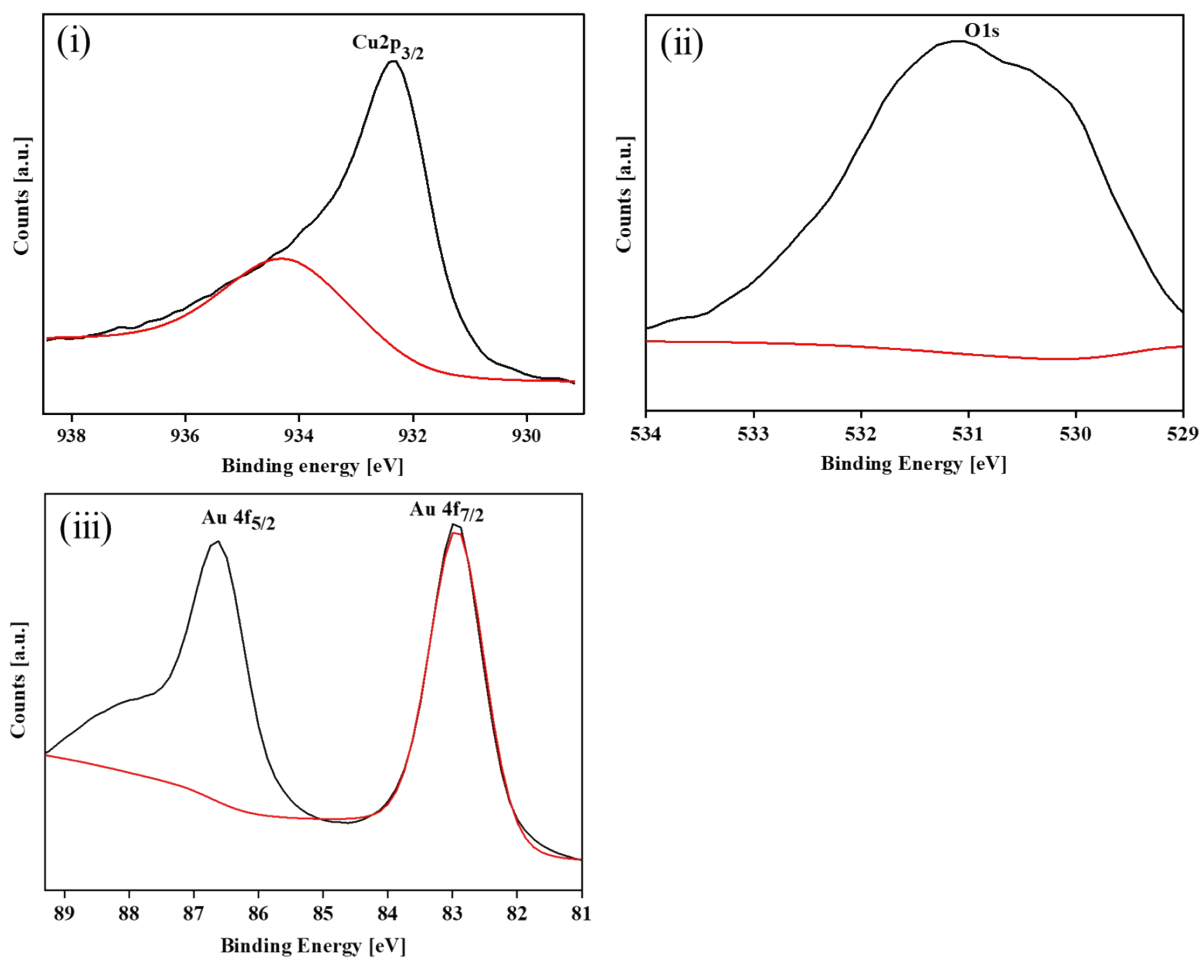 (i)
Cu2p3/2
Counts [a.u.]
938 936 934 932 930
Binding energy [eV]
(ii)
O1s
Counts [a.u.]
534 533 532 531 530 529
Binding Energy [eV]
(iii)
Au 4f5/2
Au 4f7/2
Counts [a.u.]
89 88 87 86 85 84 83 82 81
Binding Energy [eV]